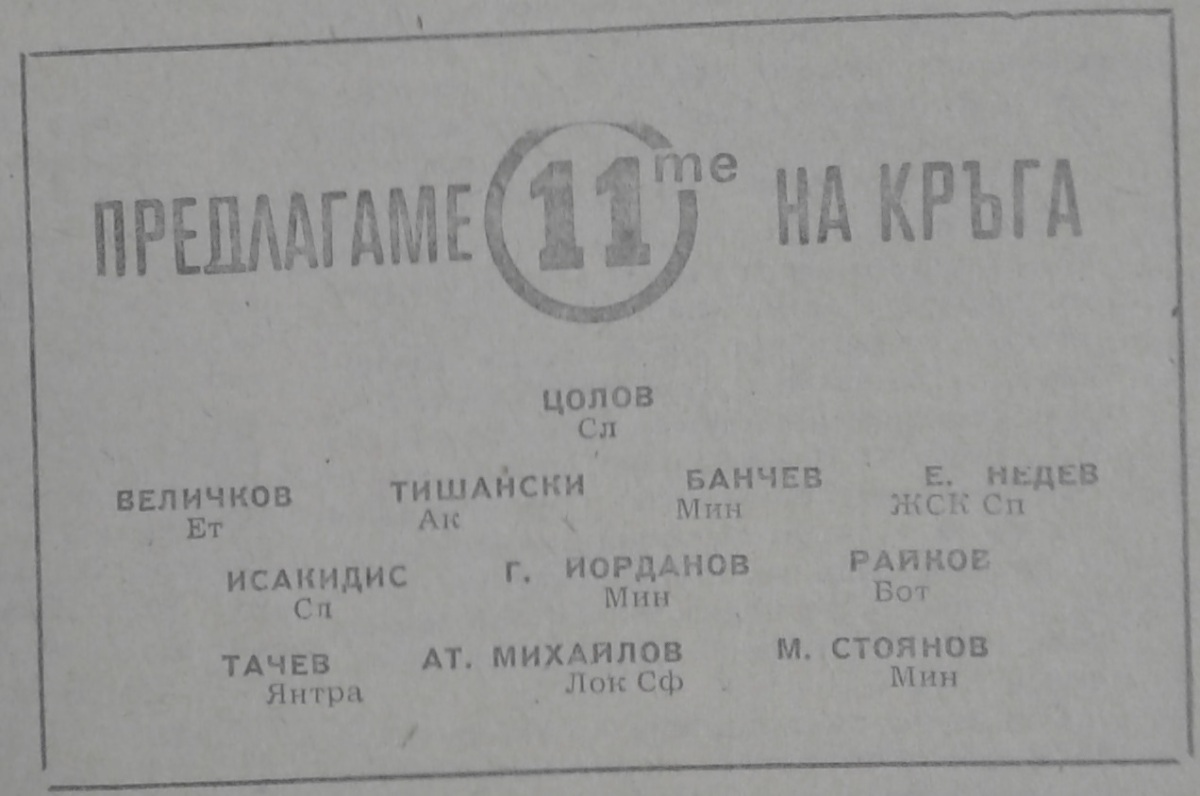 ПРЕДЛАГАМЕ 11те НА КРЪГА
ЦОЛОВ
Сл
ВЕЛИЧКОВ ТИШАНСКИ БАНЧЕВ Е. НЕДЕВ
Ет Ак Мин ЖСК Сп
ИСАКИДИС Г. ЙОРДАНОВ РАЙКОВ
Сл Мин Бот
ТАЧЕВ АТ. МИХАЙЛОВ М. СТОЯНОВ
Янтра Лок Сф Мин